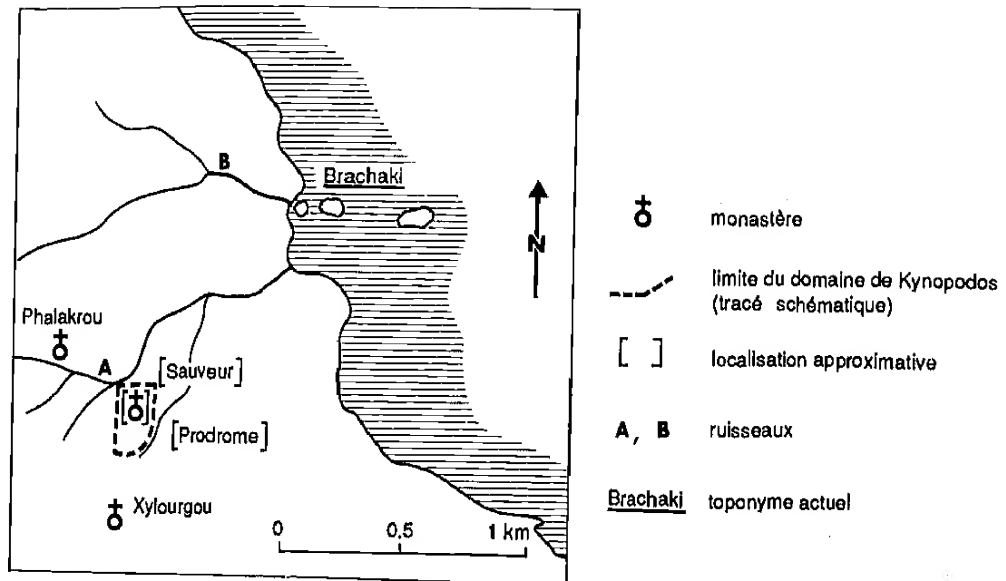 B
Brachaki
N
Phalakrou
A
[Sauveur]
[ ]
[Prodrome]
Xylourgou
0 0,5 1 km
monastère
limite du domaine de Kynopodos
(tracé schématique)
[ ] localisation approximative
A, B ruisseaux
Brachaki toponyme actuel